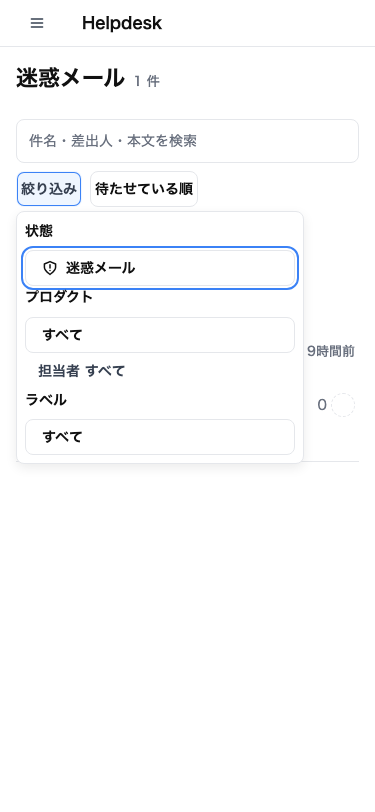 Helpdesk
迷惑メール 1 件
件名・差出人・本文を検索
絞り込み 待たせている順
状態
迷惑メール
プロダクト
すべて
9時間前
担当者 すべて
ラベル
0
すべて